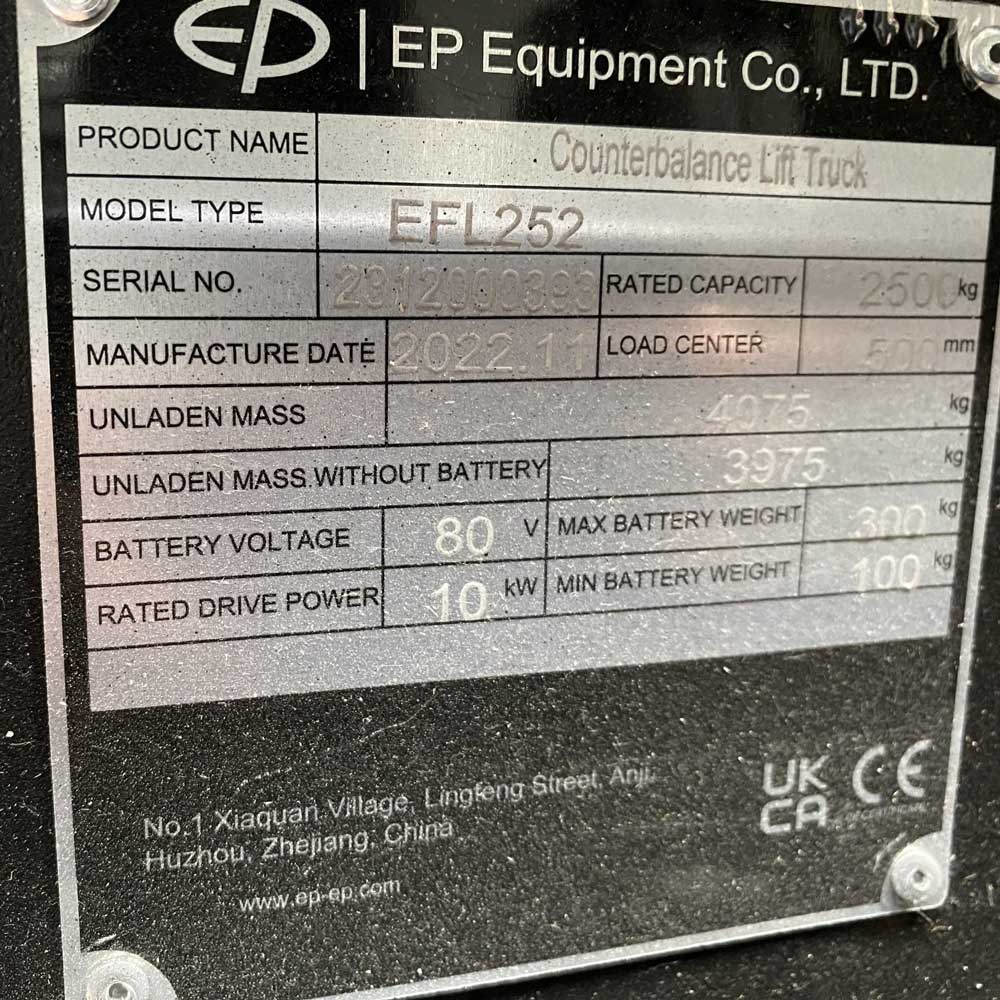 EP | EP Equipment Co., LTD.
PRODUCT NAME Counterbalance Lift Truck
MODEL TYPE EFL252
SERIAL NO. 2312000393 RATED CAPACITY 2500 kg
MANUFACTURE DATE 2022.11 LOAD CENTER 500 mm
UNLADEN MASS 4075 kg
UNLADEN MASS WITHOUT BATTERY 3975 kg
BATTERY VOLTAGE 80 V MAX BATTERY WEIGHT 300 kg
RATED DRIVE POWER 10 kW MIN BATTERY WEIGHT 100 kg
No.1 Xiaquan Village, Lingfeng Street, Anji,
Huzhou, Zhejiang, China
www.ep-ep.com
UK CE
CA